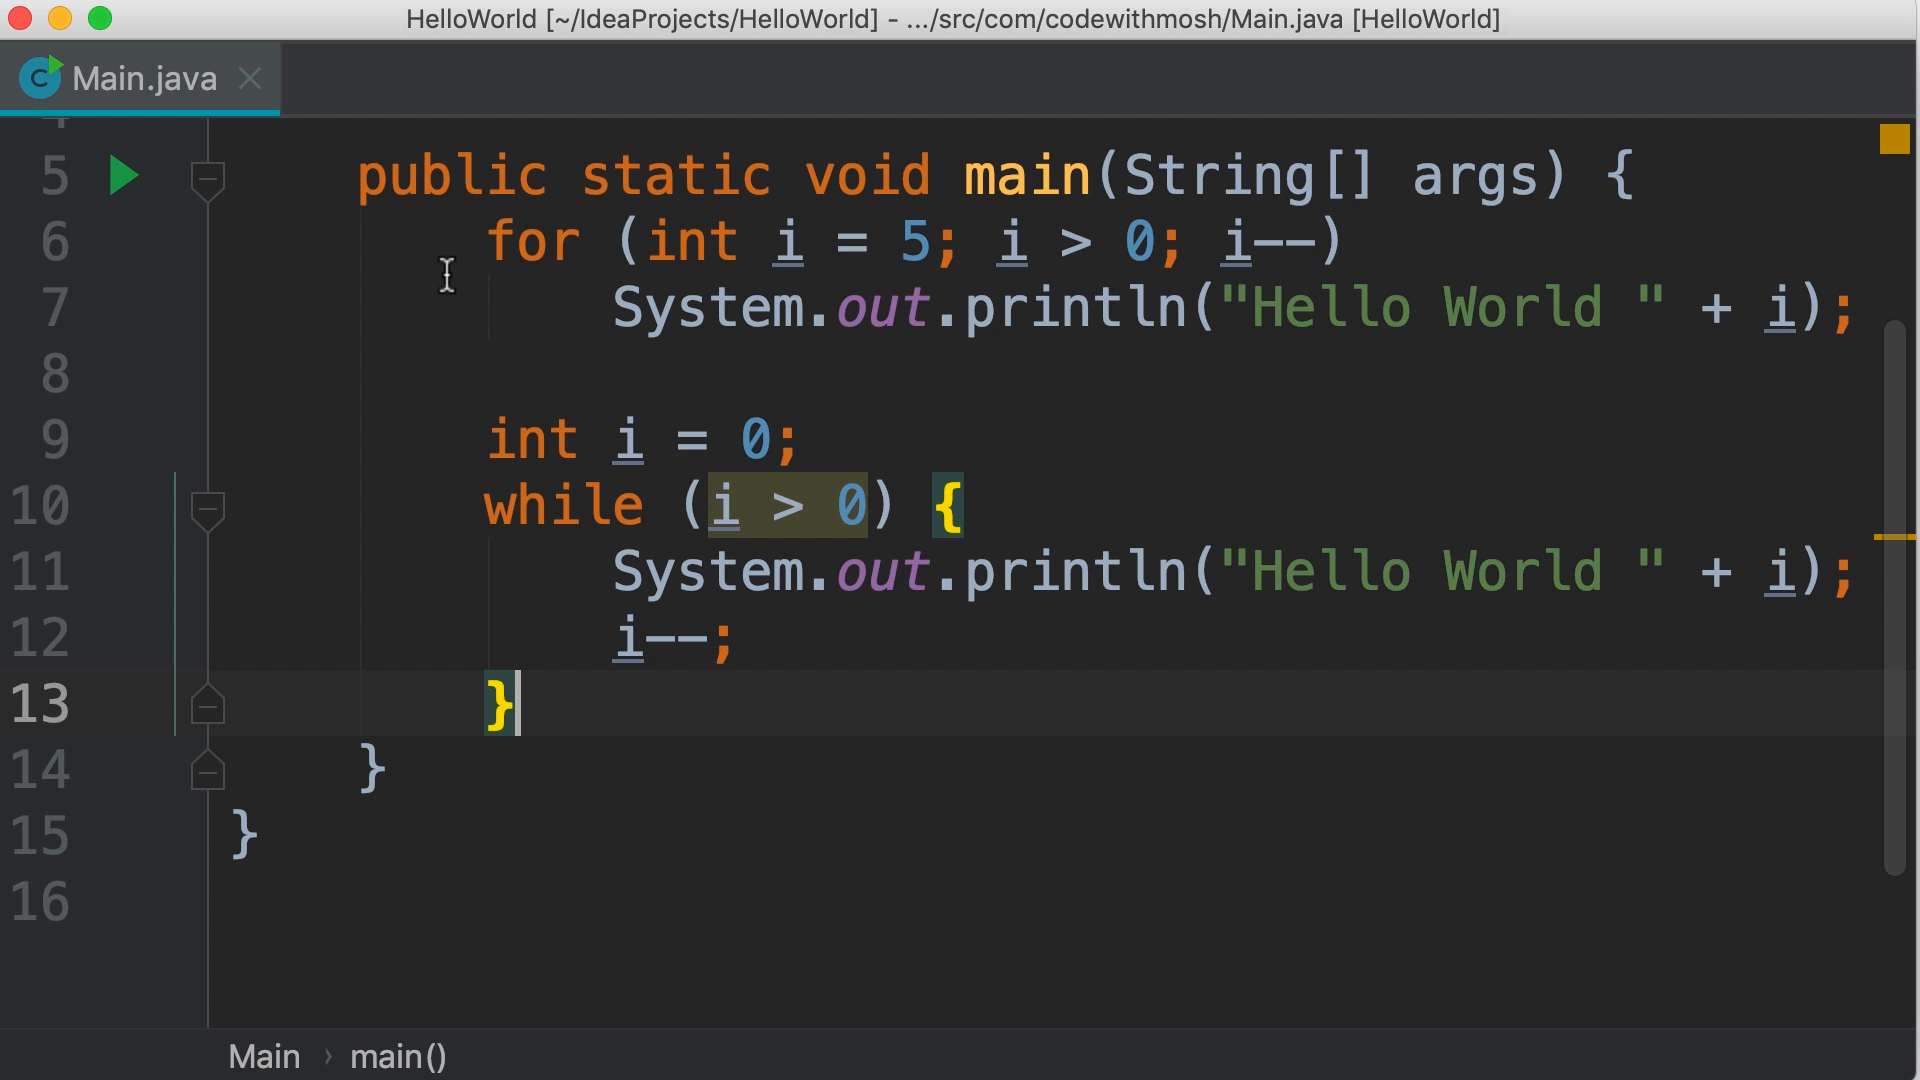 HelloWorld [~/IdeaProjects/HelloWorld] - .../src/com/codewithmosh/Main.java [HelloWorld]
Main.java
5 public static void main(String[] args) {
6 for (int i = 5; i > 0; i--)
7 System.out.println("Hello World " + i);
8
9 int i = 0;
10 while (i > 0) {
11 System.out.println("Hello World " + i);
12 i--;
13 }
14 }
15 }
16
Main › main()